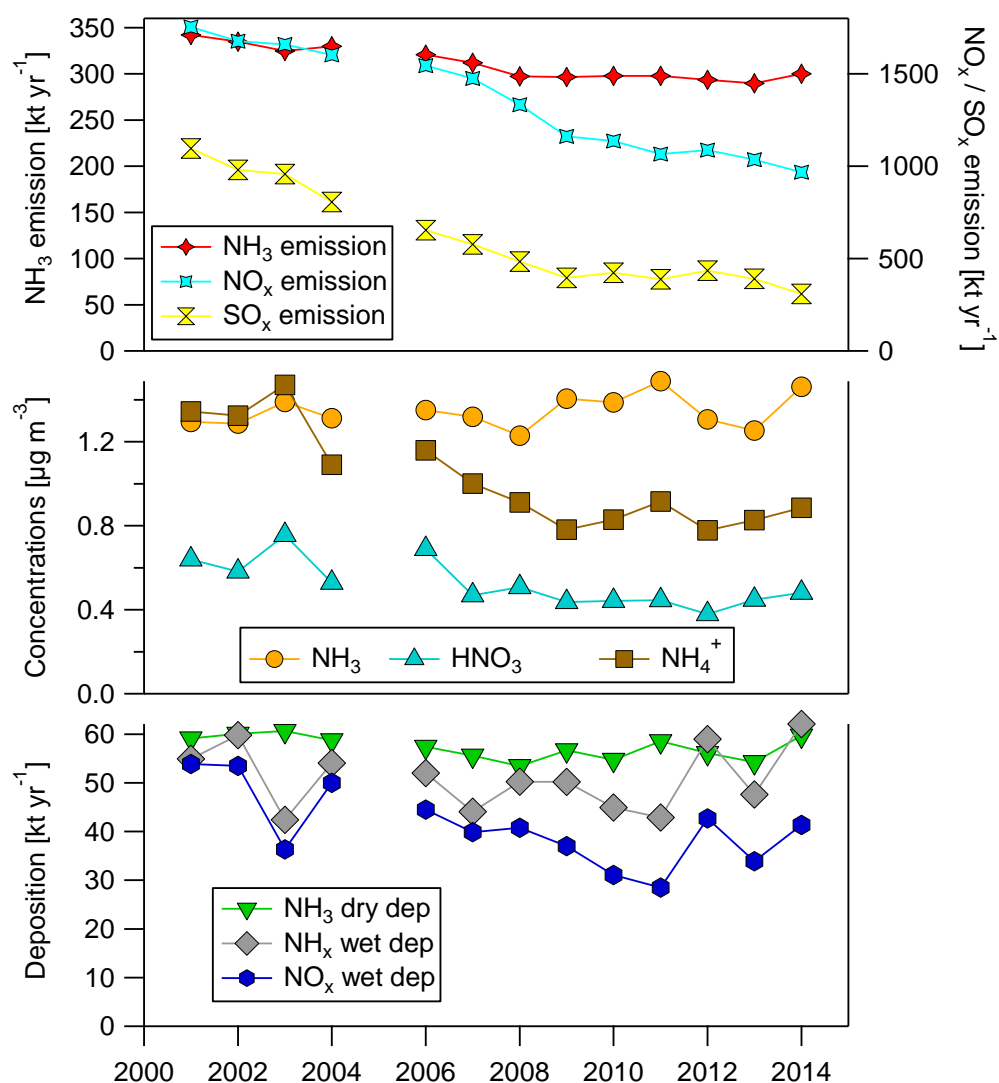 350
300
250
200
150
100
50
0
NH₃ emission [kt yr⁻¹]
1500
1000
500
0
NOₓ / SOₓ emission [kt yr⁻¹]
NH₃ emission
NOₓ emission
SOₓ emission
1.2
0.8
0.4
0.0
Concentrations [µg m⁻³]
NH₃ HNO₃ NH₄⁺
60
50
40
30
20
10
0
Deposition [kt yr⁻¹]
NH₃ dry dep
NHₓ wet dep
NOₓ wet dep
2000 2002 2004 2006 2008 2010 2012 2014